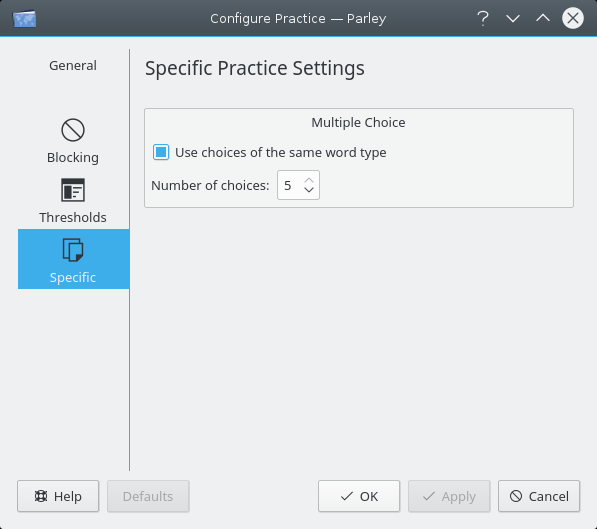 Configure Practice — Parley
General
Blocking
Thresholds
Specific
Specific Practice Settings
Multiple Choice
Use choices of the same word type
Number of choices: 5
Help
Defaults
OK
Apply
Cancel